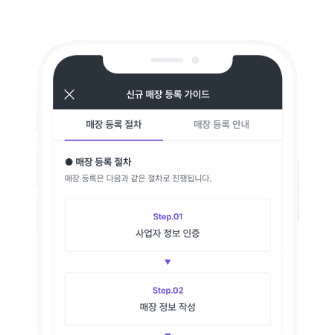 신규 매장 등록 가이드
매장 등록 절차
매장 등록 안내
● 매장 등록 절차
매장 등록은 다음과 같은 절차로 진행됩니다.
Step.01
사업자 정보 인증
▼
Step.02
매장 정보 작성